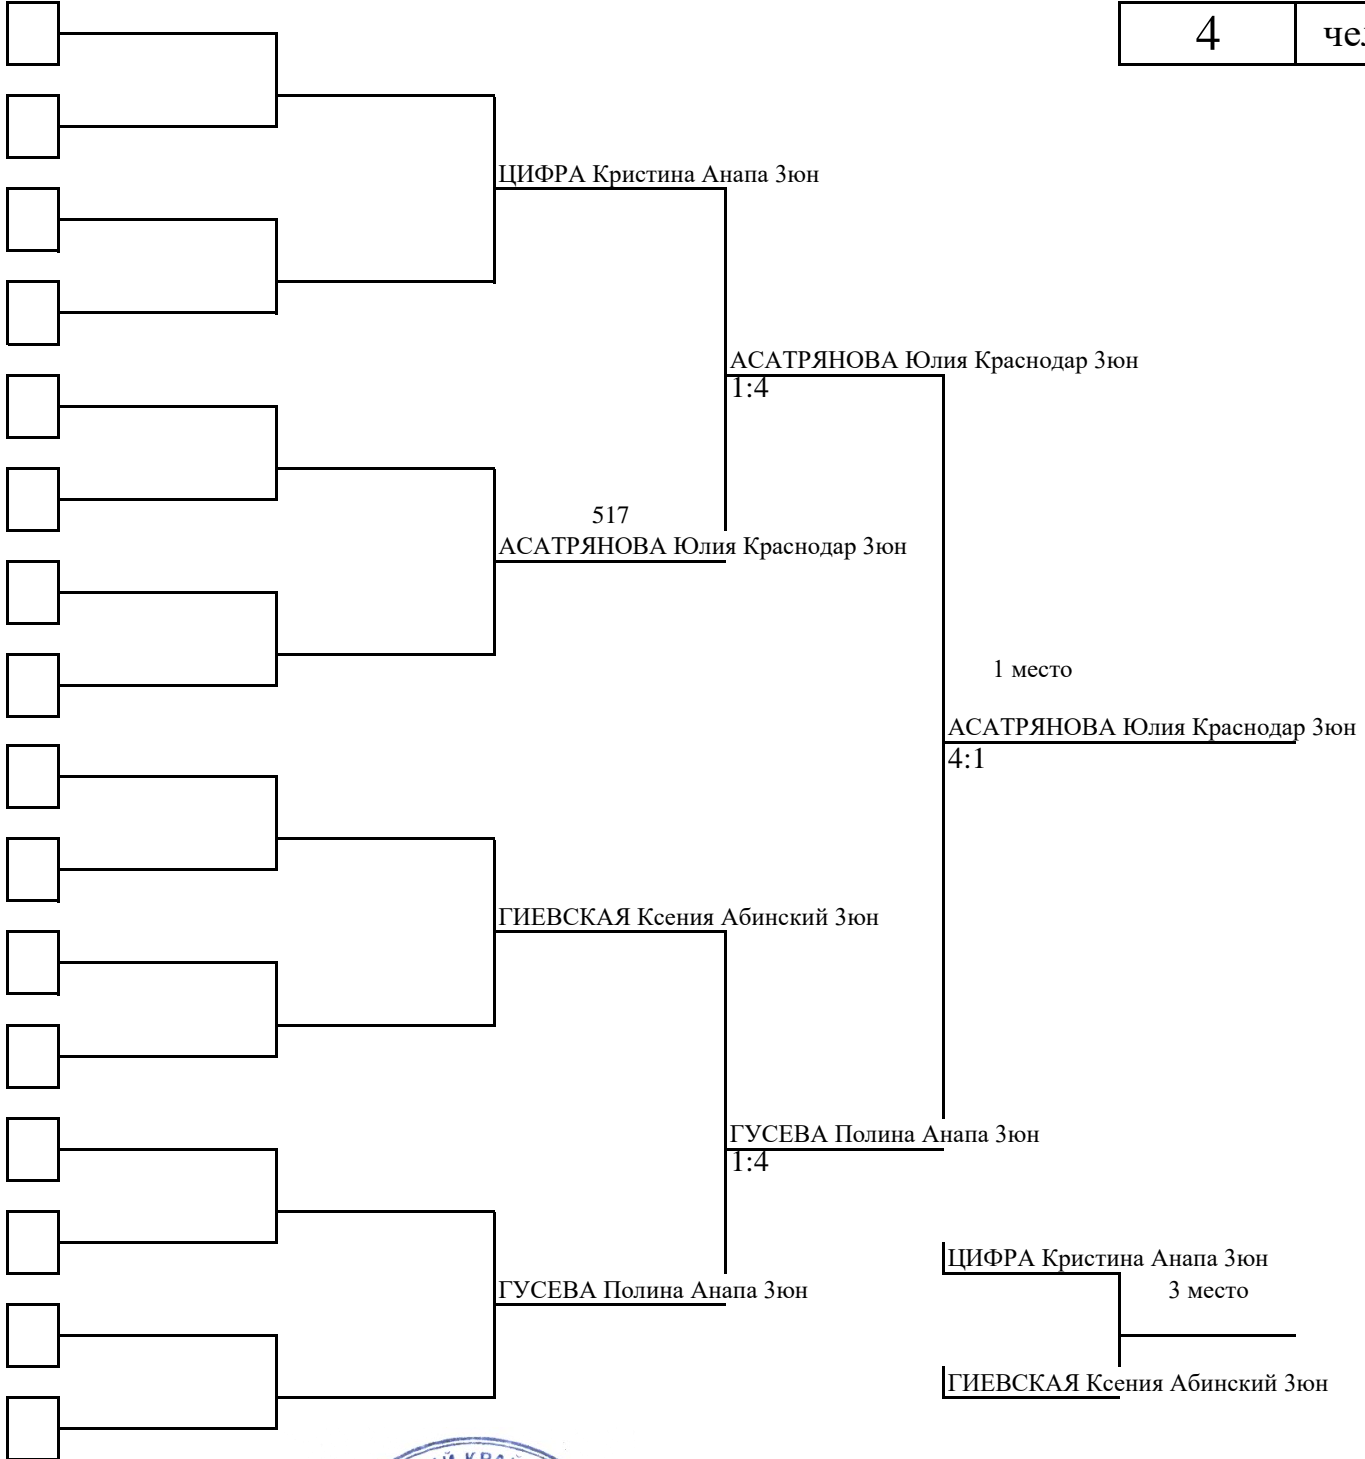 4
ЦИФРА Кристина Анапа 3юн
АСАТРЯНОВА Юлия Краснодар 3юн
1:4
517
АСАТРЯНОВА Юлия Краснодар 3юн
1 место
АСАТРЯНОВА Юлия Краснодар 3юн
4:1
ГИЕВСКАЯ Ксения Абинский 3юн
ГУСЕВА Полина Анапа 3юн
1:4
ЦИФРА Кристина Анапа 3юн
ГУСЕВА Полина Анапа 3юн
3 место
ГИЕВСКАЯ Ксения Абинский 3юн